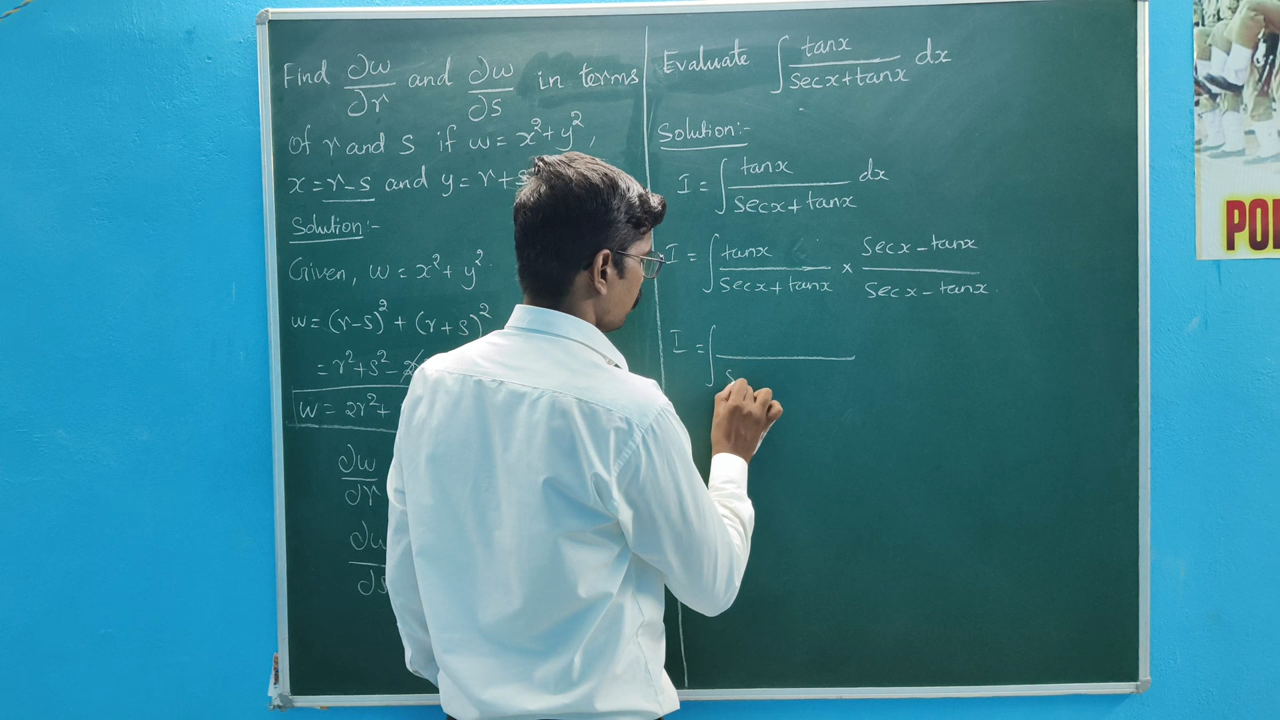 Find ∂w/∂r and ∂w/∂s in terms
of r and s if w = x² + y²,
x = r-s and y = r+s
Solution:-
Given, w = x² + y²
w = (r-s)² + (r+s)²
= r² + s² -
w = 2r² +
∂w/∂r
∂w/∂s
Evaluate ∫ tanx/(secx+tanx) dx
Solution:-
I = ∫ tanx/(secx+tanx) dx
I = ∫ tanx/(secx+tanx) × (secx-tanx)/(secx-tanx)
I = ∫